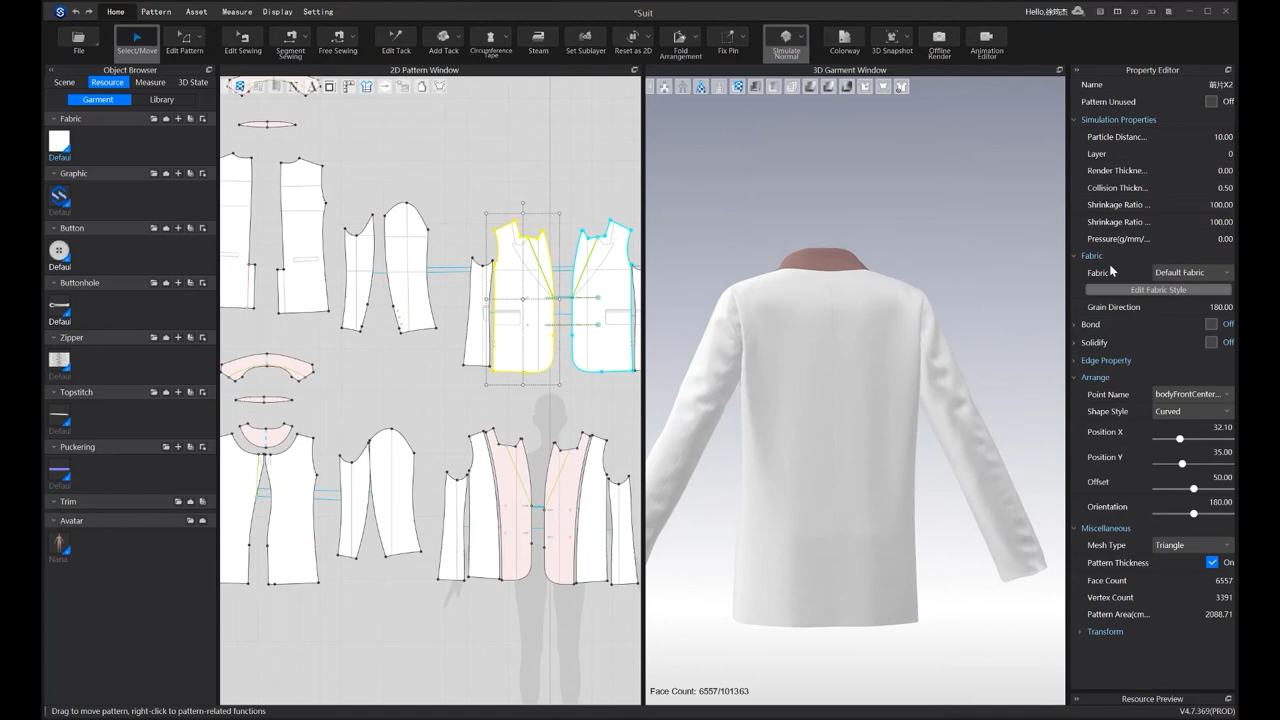 Home
Pattern
Asset
Measure
Display
Setting
*Suit
Hello,徐筠杰
File
Select/Move
Edit Pattern
Edit Sewing
Segment Sewing
Free Sewing
Edit Tack
Add Tack
Circumference Tape
Steam
Set Sublayer
Reset as 2D
Fold Arrangement
Fix Pin
Simulate Normal
Colorway
3D Snapshot
Offline Render
Animation Editor
Object Browser
2D Pattern Window
3D Garment Window
Property Editor
Scene
Resource
Measure
3D State
Garment
Library
Fabric
Defaul
Graphic
Defaul
Button
Defaul
Buttonhole
Defaul
Zipper
Defaul
Topstitch
Defaul
Puckering
Defaul
Trim
Avatar
Nana
Face Count: 6557/101363
Name 前片X2
Pattern Unused Off
Simulation Properties
Particle Distanc... 10.00
Layer 0
Render Thickne... 0.00
Collision Thickn... 0.50
Shrinkage Ratio ... 100.00
Shrinkage Ratio ... 100.00
Pressure(g/mm/... 0.00
Fabric
Fabric Default Fabric
Edit Fabric Style
Grain Direction 180.00
Bond Off
Solidify Off
Edge Property
Arrange
Point Name bodyFrontCenter...
Shape Style Curved
Position X 32.10
Position Y 35.00
Offset 50.00
Orientation 180.00
Miscellaneous
Mesh Type Triangle
Pattern Thickness On
Face Count 6557
Vertex Count 3391
Pattern Area(cm... 2088.71
Transform
Resource Preview
Drag to move pattern, right-click to pattern-related functions
V4.7.369(PROD)